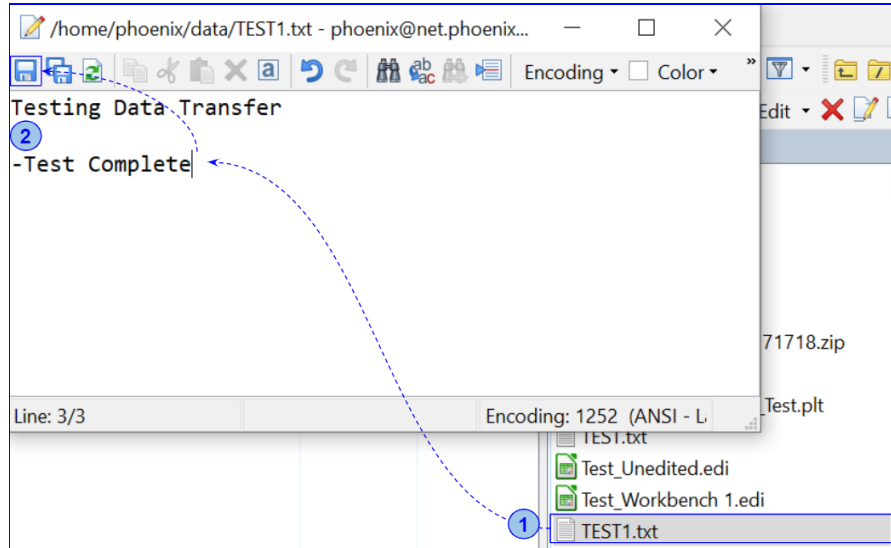 /home/phoenix/data/TEST1.txt - phoenix@net.phoenix...
Encoding Color
Edit
Testing Data Transfer
2
-Test Complete
71718.zip
_Test.plt
Line: 3/3
Encoding: 1252 (ANSI - L
TEST.txt
Test_Unedited.edi
Test_Workbench 1.edi
1
TEST1.txt